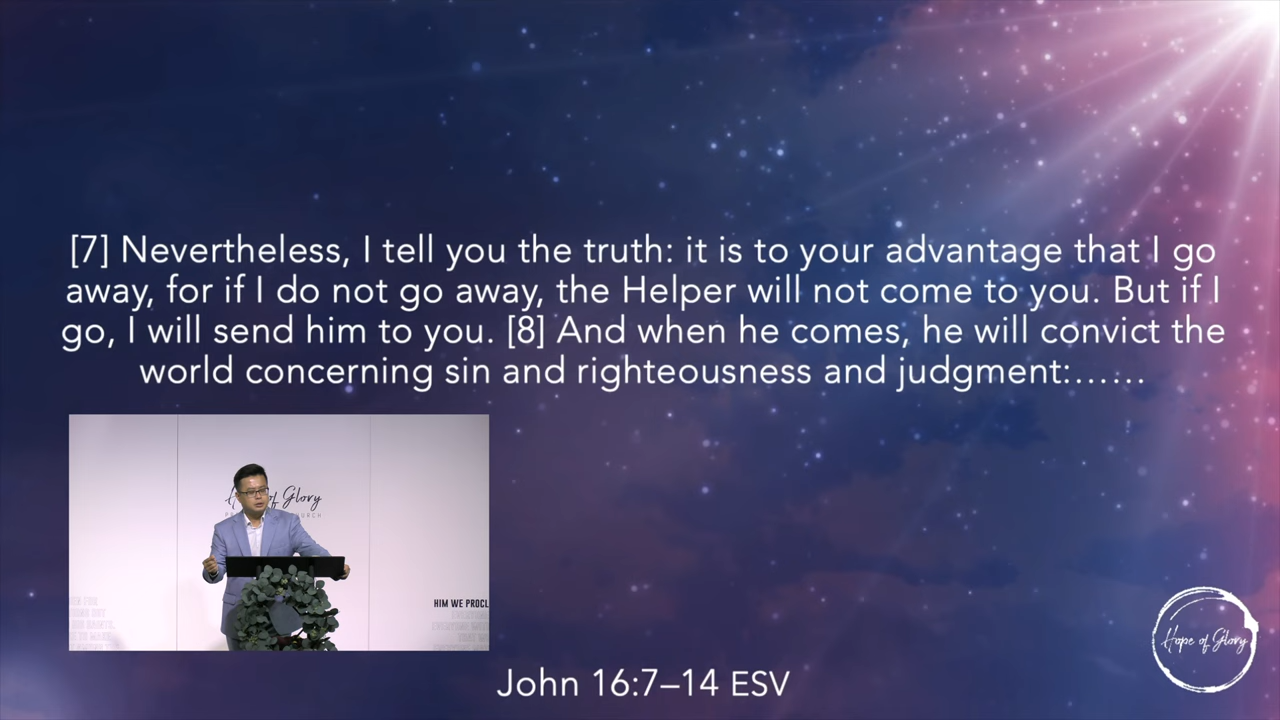 [7] Nevertheless, I tell you the truth: it is to your advantage that I go
away, for if I do not go away, the Helper will not come to you. But if I
go, I will send him to you. [8] And when he comes, he will convict the
world concerning sin and righteousness and judgment:……
of Glory
HIM WE PROCL
John 16:7–14 ESV
Hope of Glory